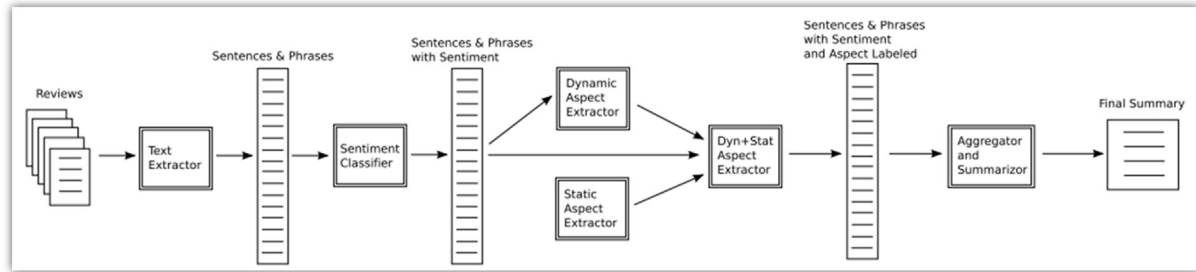 Reviews
Text
Extractor
Sentences & Phrases
Sentiment
Classifier
Sentences & Phrases
with Sentiment
Dynamic
Aspect
Extractor
Static
Aspect
Extractor
Dyn+Stat
Aspect
Extractor
Sentences & Phrases
with Sentiment
and Aspect Labeled
Aggregator
and
Summarizor
Final Summary